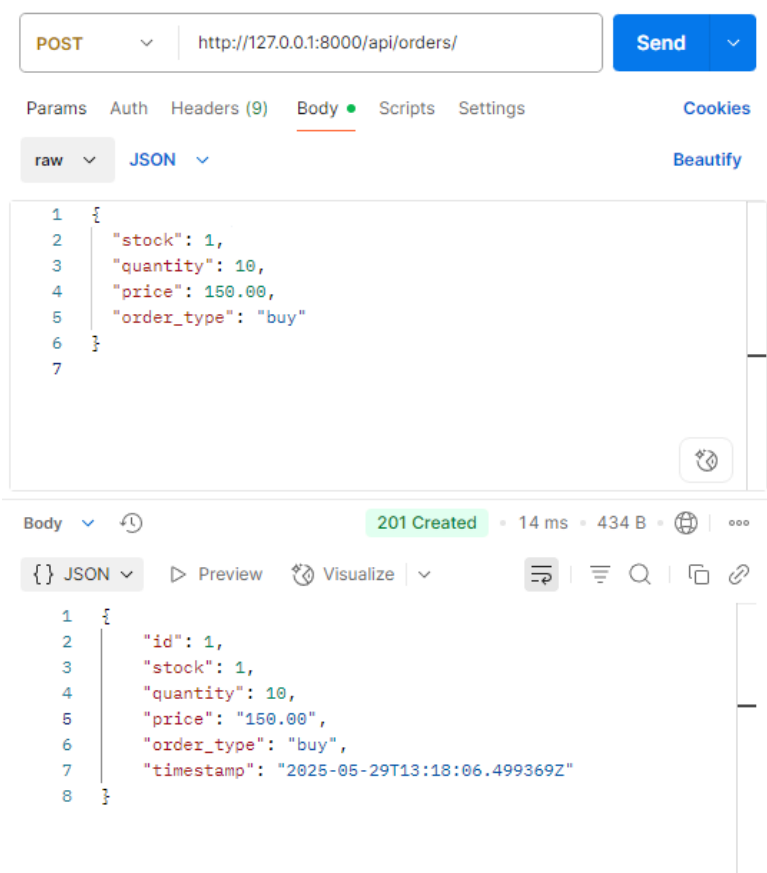 POST http://127.0.0.1:8000/api/orders/ Send
Params Auth Headers (9) Body Scripts Settings Cookies
raw JSON Beautify
1 {
2 "stock": 1,
3 "quantity": 10,
4 "price": 150.00,
5 "order_type": "buy"
6 }
7
Body 201 Created 14 ms 434 B
{} JSON Preview Visualize
1 {
2 "id": 1,
3 "stock": 1,
4 "quantity": 10,
5 "price": "150.00",
6 "order_type": "buy",
7 "timestamp": "2025-05-29T13:18:06.499369Z"
8 }